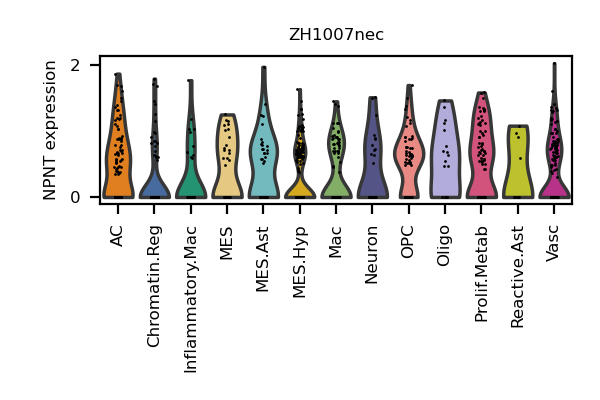 ZH1007nec
NPNT expression
2
0
AC
Chromatin.Reg
Inflammatory.Mac
MES
MES.Ast
MES.Hyp
Mac
Neuron
OPC
Oligo
Prolif.Metab
Reactive.Ast
Vasc